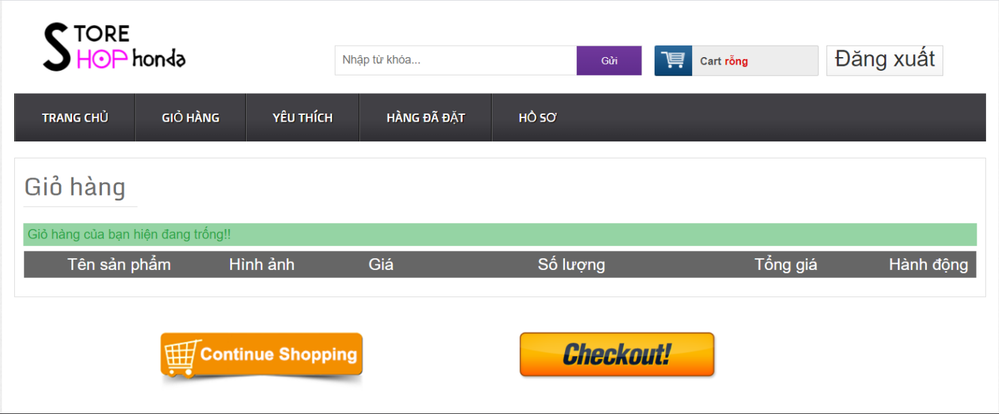 STORE
SHOP honda
Nhập từ khóa...
Gửi
Cart rỗng
Đăng xuất
TRANG CHỦ
GIỎ HÀNG
YÊU THÍCH
HÀNG ĐÃ ĐẶT
HỒ SƠ
Giỏ hàng
Giỏ hàng của bạn hiện đang trống!!
Tên sản phẩm
Hình ảnh
Giá
Số lượng
Tổng giá
Hành động
Continue Shopping
Checkout!